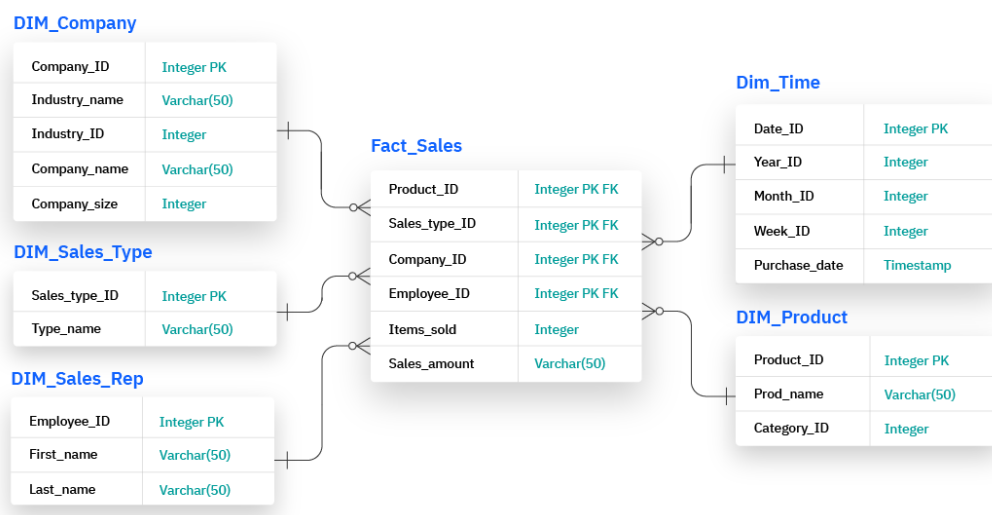 DIM_Company
Company_ID Integer PK
Industry_name Varchar(50)
Industry_ID Integer
Company_name Varchar(50)
Company_size Integer
DIM_Sales_Type
Sales_type_ID Integer PK
Type_name Varchar(50)
DIM_Sales_Rep
Employee_ID Integer PK
First_name Varchar(50)
Last_name Varchar(50)
Fact_Sales
Product_ID Integer PK FK
Sales_type_ID Integer PK FK
Company_ID Integer PK FK
Employee_ID Integer PK FK
Items_sold Integer
Sales_amount Varchar(50)
Dim_Time
Date_ID Integer PK
Year_ID Integer
Month_ID Integer
Week_ID Integer
Purchase_date Timestamp
DIM_Product
Product_ID Integer PK
Prod_name Varchar(50)
Category_ID Integer